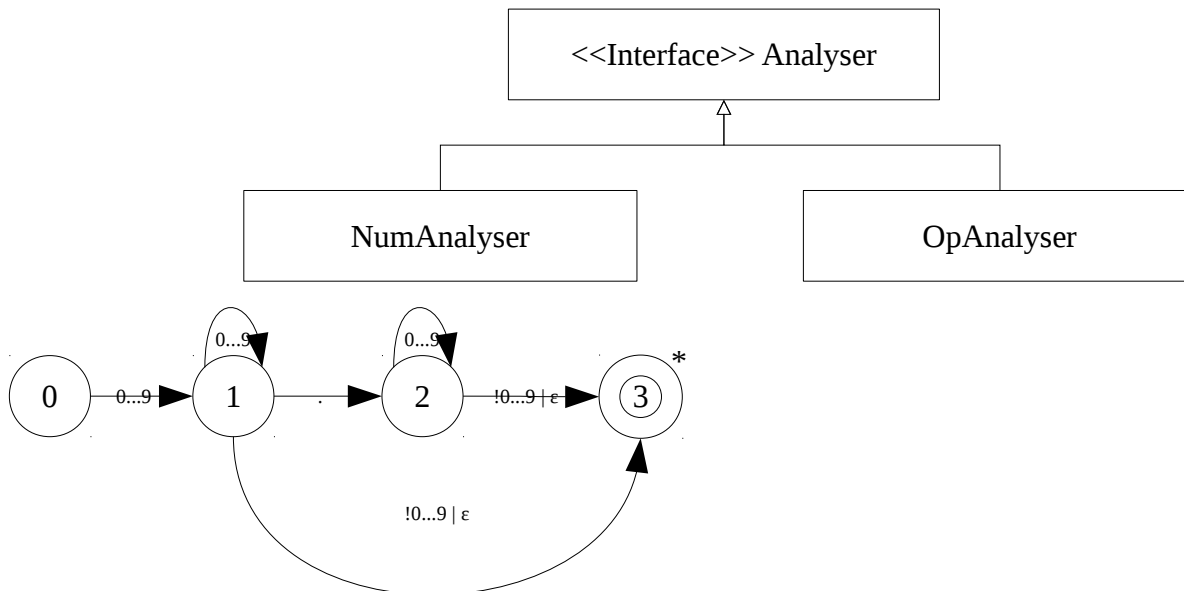 <<Interface>> Analyser
NumAnalyser
OpAnalyser
0...9
0...9
*
0
0...9
1
.
2
!0...9 | ε
3
!0...9 | ε